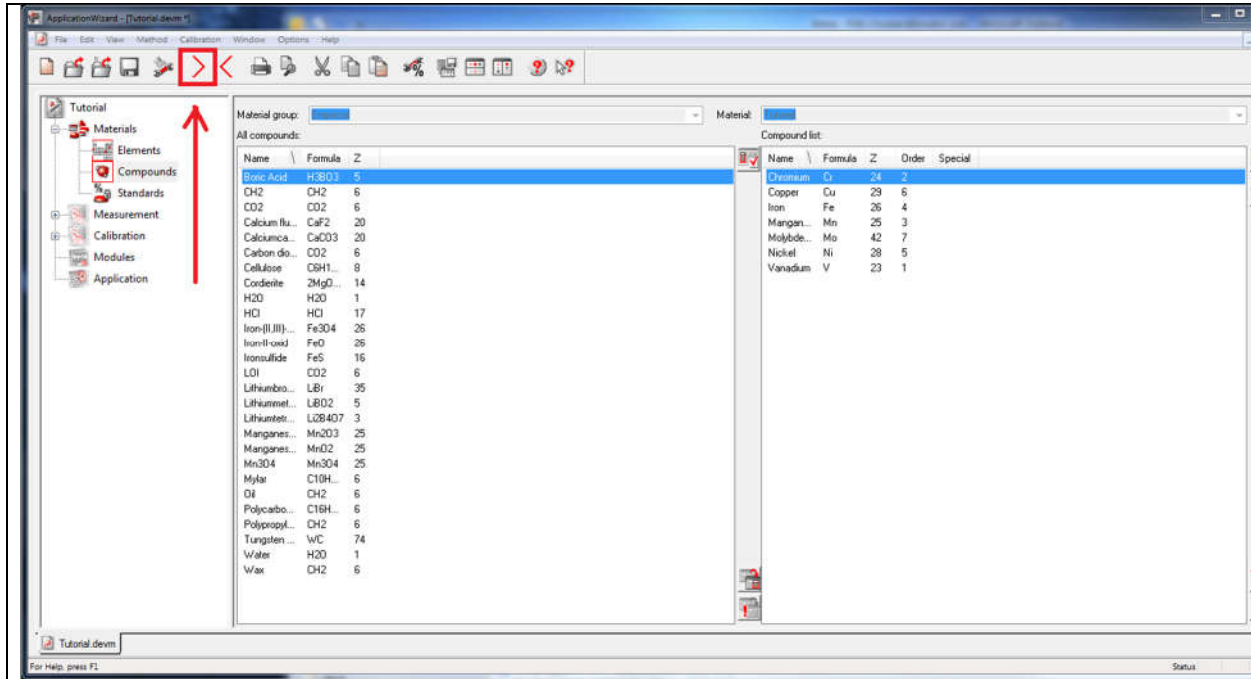 ApplicationWizard - [Tutorial.devm *]
File Edit View Method Calibration Window Options Help
Tutorial
Materials
Elements
Compounds
Standards
Measurement
Calibration
Modules
Application
Material group:
Material:
All compounds:
Compound list:
Name Formula Z
Boric Acid H3BO3 5
CH2 CH2 6
CO2 CO2 6
Calcium flu... CaF2 20
Calciumca... CaCO3 20
Carbon dio... CO2 6
Cellulose C6H1... 8
Cordierite 2MgO... 14
H2O H2O 1
HCl HCl 17
Iron-(II,III)-... Fe3O4 26
Iron-II-oxid FeO 26
Ironsulfide FeS 16
LOI CO2 6
Lithiumbro... LiBr 35
Lithiummet... LiBO2 5
Lithiumtetr... Li2B4O7 3
Manganes... Mn2O3 25
Manganes... MnO2 25
Mn3O4 Mn3O4 25
Mylar C10H... 6
Oil CH2 6
Polycarbo... C16H... 6
Polypropyl... CH2 6
Tungsten ... WC 74
Water H2O 1
Wax CH2 6
Name Formula Z Order Special
Chromium Cr 24 2
Copper Cu 29 6
Iron Fe 26 4
Mangan... Mn 25 3
Molybde... Mo 42 7
Nickel Ni 28 5
Vanadium V 23 1
Tutorial.devm
For Help, press F1
Status